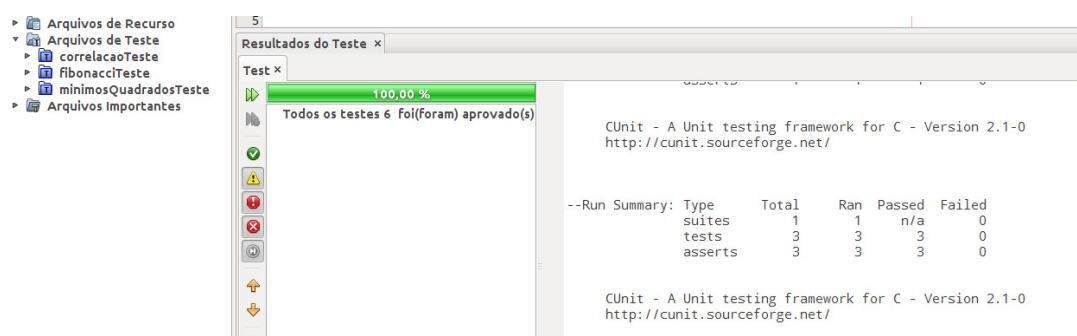 Arquivos de Recurso
Arquivos de Teste
correlacaoTeste
fibonacciTeste
minimosQuadradosTeste
Arquivos Importantes
5
Resultados do Teste ×
Test ×
100,00 %
Todos os testes 6 foi(foram) aprovado(s)
CUnit - A Unit testing framework for C - Version 2.1-0
http://cunit.sourceforge.net/
--Run Summary: Type Total Ran Passed Failed
suites 1 1 n/a 0
tests 3 3 3 0
asserts 3 3 3 0
CUnit - A Unit testing framework for C - Version 2.1-0
http://cunit.sourceforge.net/